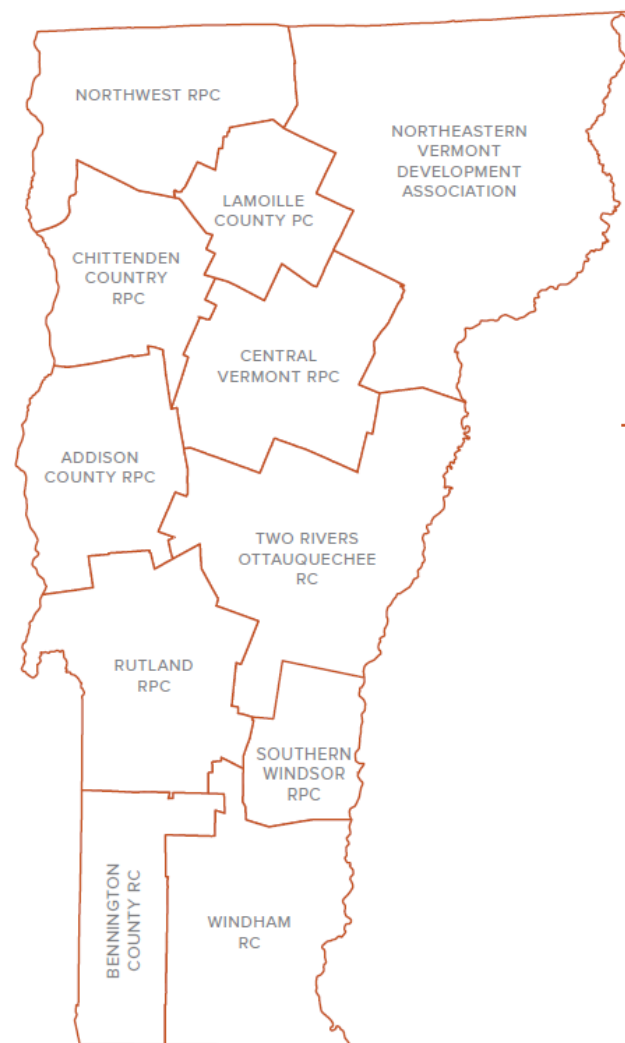 NORTHWEST RPC
NORTHEASTERN
VERMONT
DEVELOPMENT
ASSOCIATION
LAMOILLE
COUNTY PC
CHITTENDEN
COUNTRY
RPC
CENTRAL
VERMONT RPC
ADDISON
COUNTY RPC
TWO RIVERS
OTTAUQUECHEE
RC
RUTLAND
RPC
SOUTHERN
WINDSOR
RPC
BENNINGTON
COUNTY RC
WINDHAM
RC